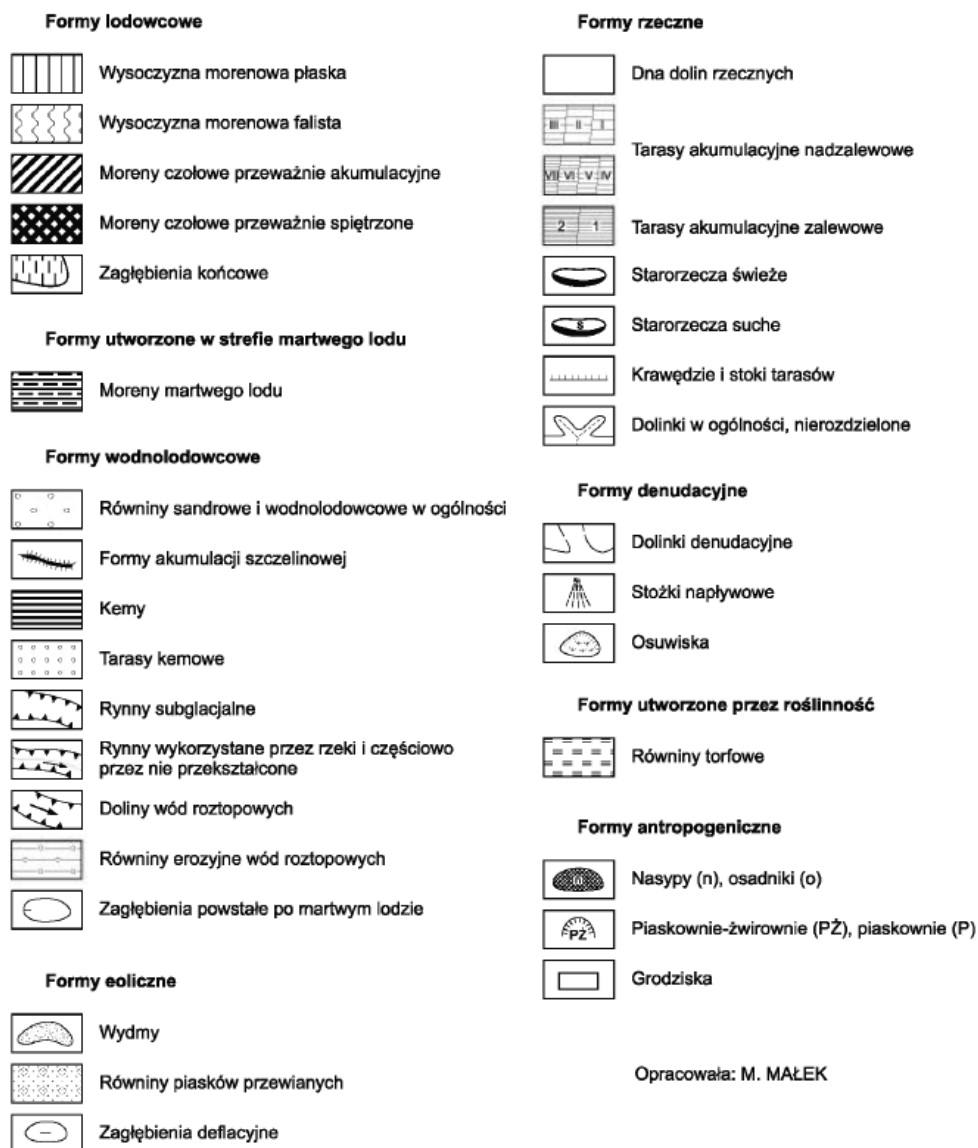 Formy lodowcowe
Wysoczyzna morenowa płaska
Wysoczyzna morenowa falista
Moreny czołowe przeważnie akumulacyjne
Moreny czołowe przeważnie spiętrzone
Zagłębienia końcowe
Formy utworzone w strefie martwego lodu
Moreny martwego lodu
Formy wodnolodowcowe
Równiny sandrowe i wodnolodowcowe w ogólności
Formy akumulacji szczelinowej
Kemy
Tarasy kemowe
Rynny subglacjalne
Rynny wykorzystane przez rzeki i częściowo
przez nie przekształcone
Doliny wód roztopowych
Równiny erozyjne wód roztopowych
Zagłębienia powstałe po martwym lodzie
Formy eoliczne
Wydmy
Równiny piasków przewianych
Zagłębienia deflacyjne
Formy rzeczne
Dna dolin rzecznych
III II I
Tarasy akumulacyjne nadzalewowe
VII VI V IV
2 1
Tarasy akumulacyjne zalewowe
Starorzecza świeże
s
Starorzecza suche
Krawędzie i stoki tarasów
Dolinki w ogólności, nierozdzielone
Formy denudacyjne
Dolinki denudacyjne
Stożki napływowe
Osuwiska
Formy utworzone przez roślinność
Równiny torfowe
Formy antropogeniczne
n
Nasypy (n), osadniki (o)
PŻ
Piaskownie-żwirownie (PŻ), piaskownie (P)
Grodziska
Opracowała: M. MAŁEK